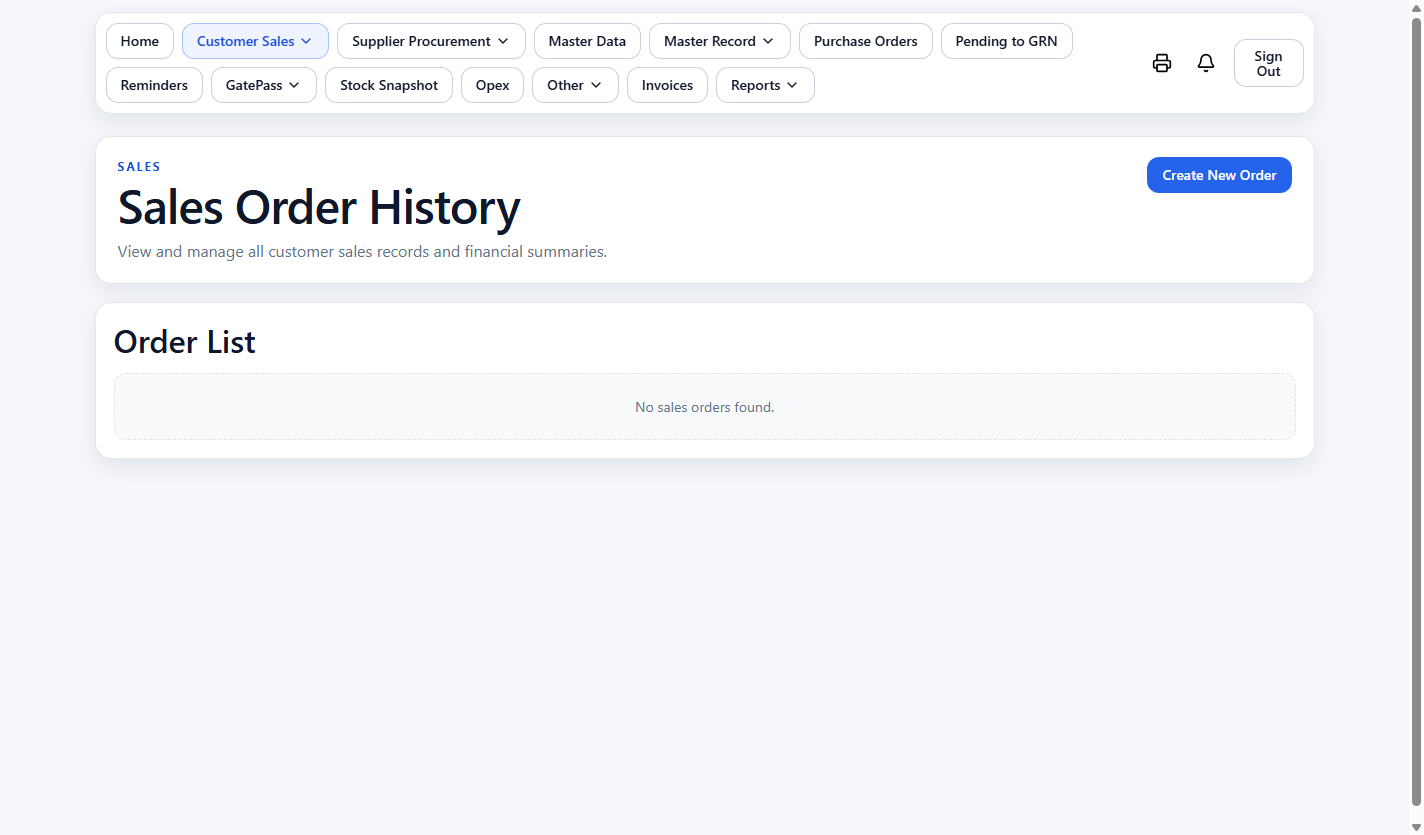 Home
Customer Sales
Supplier Procurement
Master Data
Master Record
Purchase Orders
Pending to GRN
Reminders
GatePass
Stock Snapshot
Opex
Other
Invoices
Reports
Sign
Out
SALES
Sales Order History
View and manage all customer sales records and financial summaries.
Create New Order
Order List
No sales orders found.